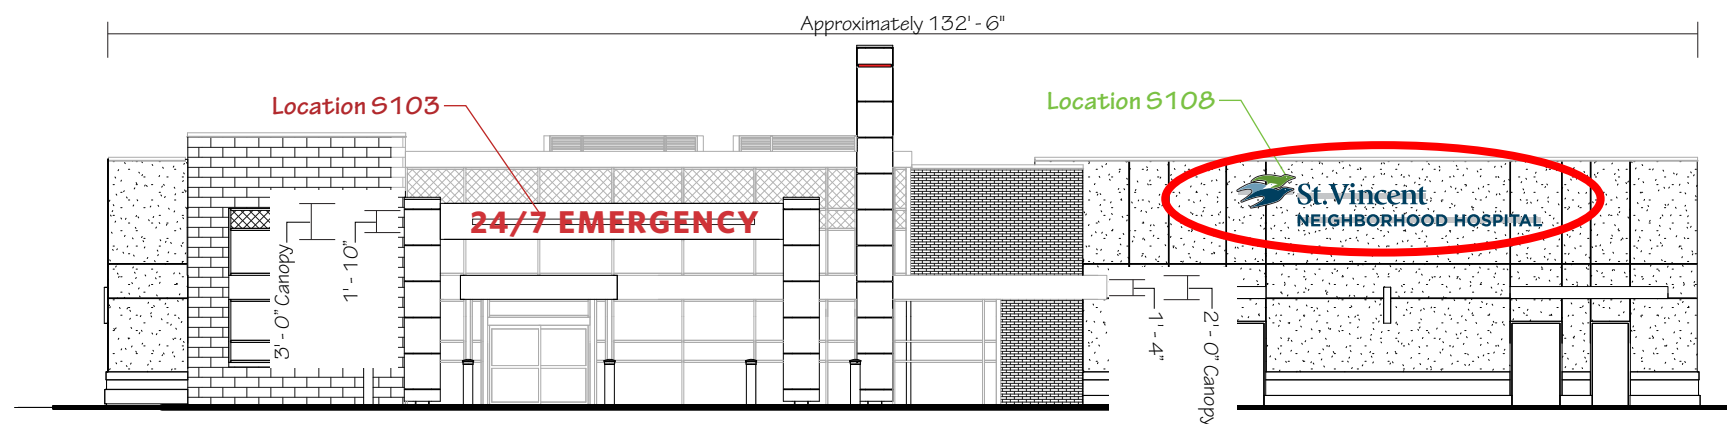 Approximately 132' - 6"
Location S103
Location S108
24/7 EMERGENCY
St. Vincent
NEIGHBORHOOD HOSPITAL
3' - 0" Canopy
1' - 10"
1' - 4"
2' - 0" Canopy